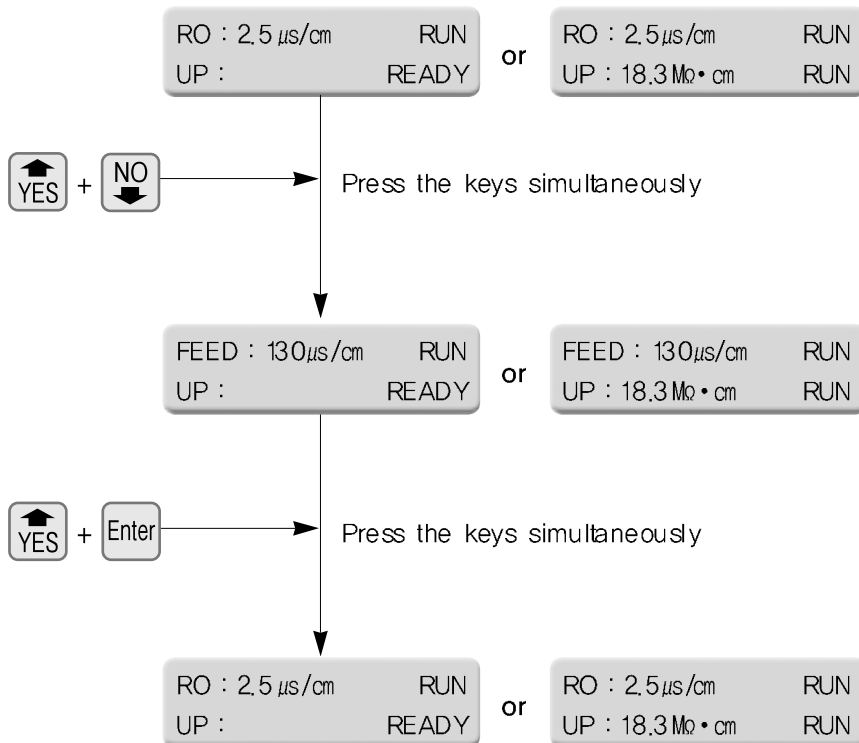 RO : 2.5 μs/cm RUN
UP : READY
or
RO : 2.5 μs/cm RUN
UP : 18.3 MΩ• cm RUN
YES + NO
Press the keys simultaneously
FEED : 130μs/cm RUN
UP : READY
or
FEED : 130μs/cm RUN
UP : 18.3 MΩ • cm RUN
YES + Enter
Press the keys simultaneously
RO : 2.5 μs/cm RUN
UP : READY
or
RO : 2.5μs/cm RUN
UP : 18.3 MΩ • cm RUN